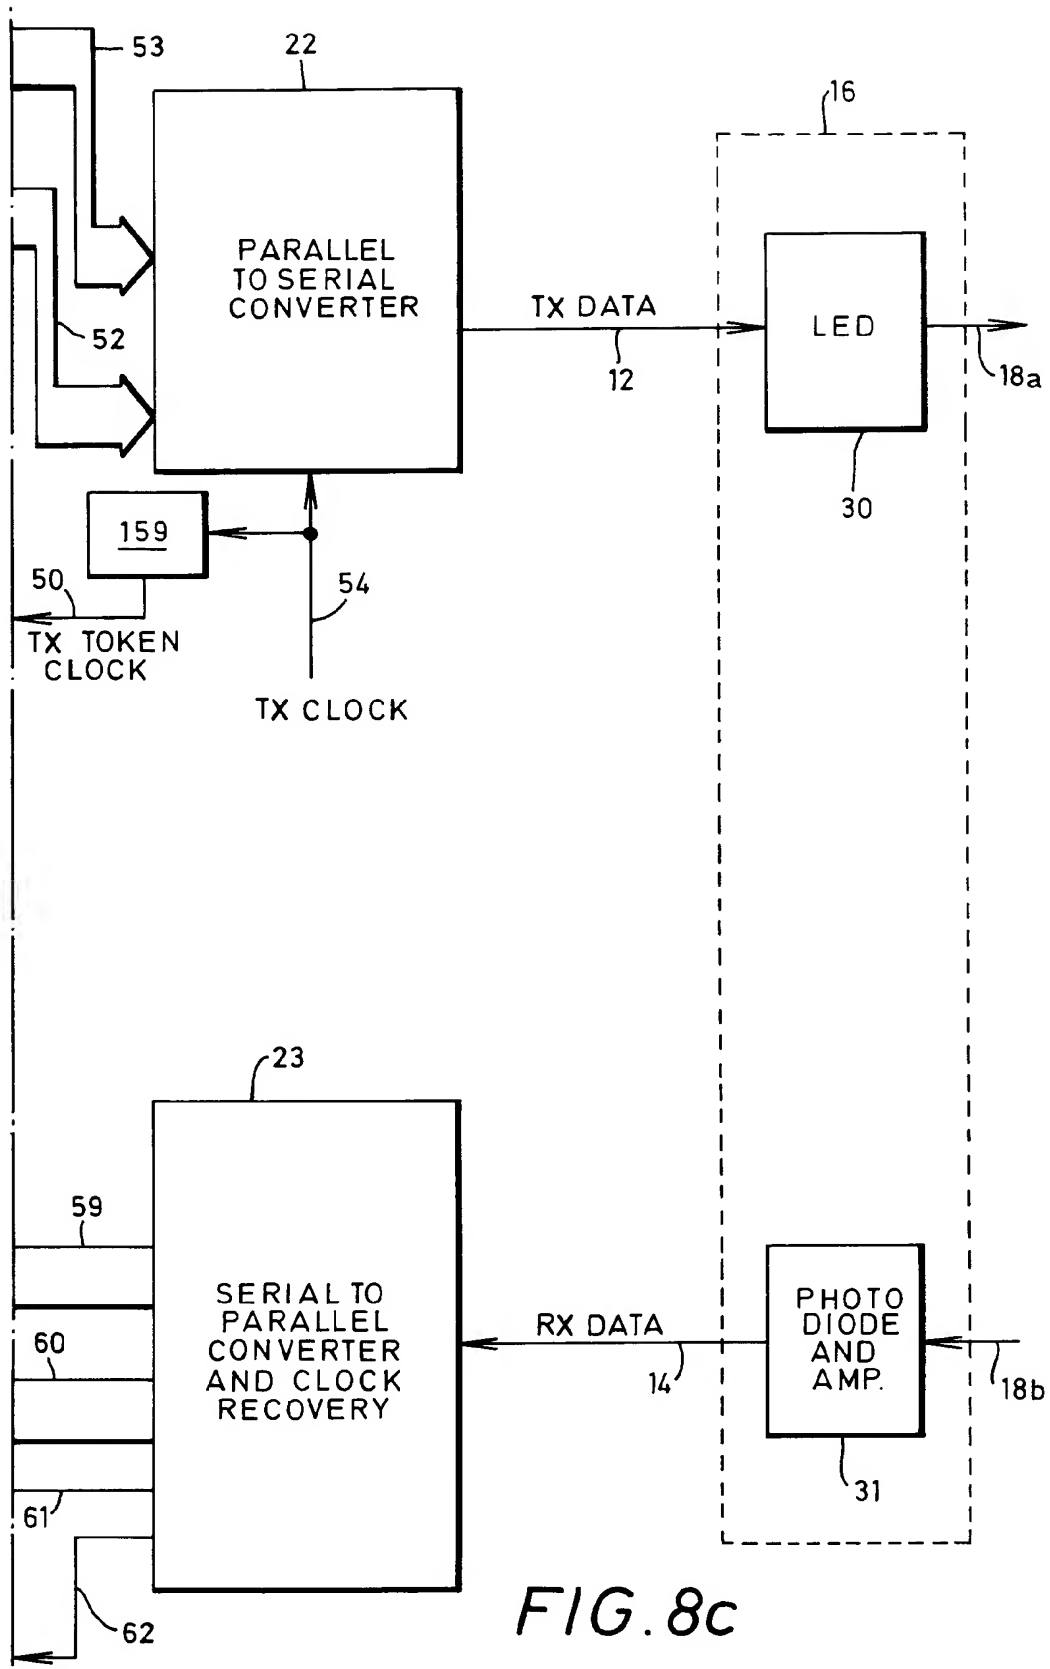 53
22
16
PARALLEL
TO SERIAL
CONVERTER
52
TX DATA
12
LED
18a
30
159
50
54
TX TOKEN
CLOCK
TX CLOCK
23
59
SERIAL TO
PARALLEL
CONVERTER
AND CLOCK
RECOVERY
60
RX DATA
14
PHOTO
DIODE
AND
AMP.
18b
61
31
62
FIG. 8c